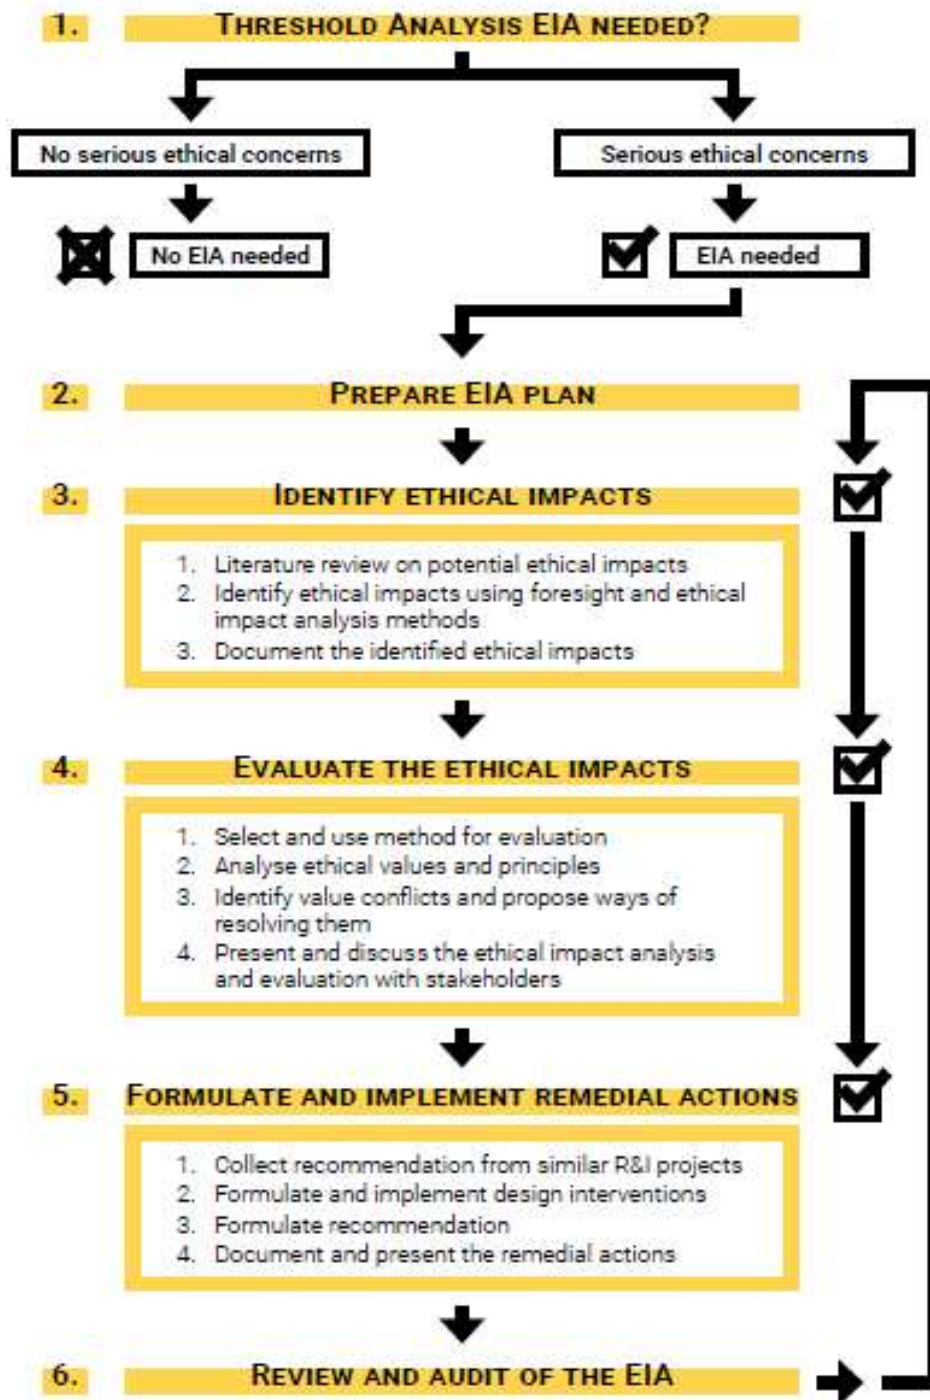 1. THRESHOLD ANALYSIS EIA NEEDED?
No serious ethical concerns
Serious ethical concerns
No EIA needed
EIA needed
2. PREPARE EIA PLAN
3. IDENTIFY ETHICAL IMPACTS
1. Literature review on potential ethical impacts
2. Identify ethical impacts using foresight and ethical
impact analysis methods
3. Document the identified ethical impacts
4. EVALUATE THE ETHICAL IMPACTS
1. Select and use method for evaluation
2. Analyse ethical values and principles
3. Identify value conflicts and propose ways of
resolving them
4. Present and discuss the ethical impact analysis
and evaluation with stakeholders
5. FORMULATE AND IMPLEMENT REMEDIAL ACTIONS
1. Collect recommendation from similar R&I projects
2. Formulate and implement design interventions
3. Formulate recommendation
4. Document and present the remedial actions
6. REVIEW AND AUDIT OF THE EIA